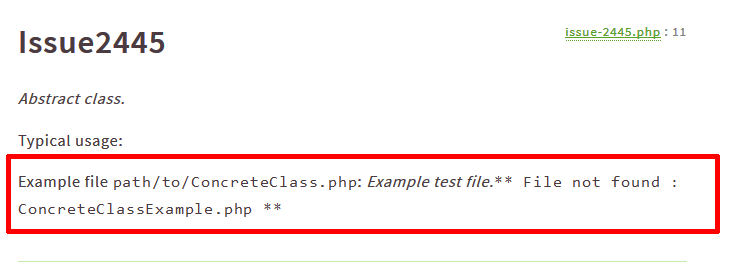 Issue2445
issue-2445.php : 11
Abstract class.
Typical usage:
Example file path/to/ConcreteClass.php: Example test file.** File not found :
ConcreteClassExample.php **